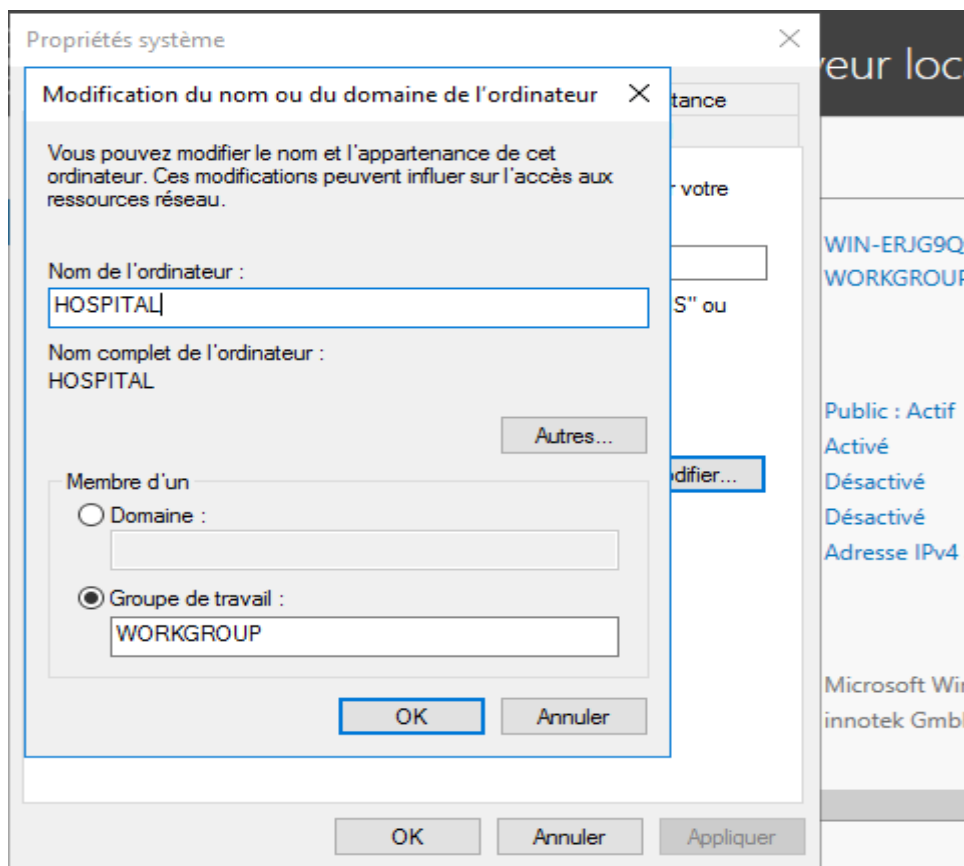 Propriétés système
Modification du nom ou du domaine de l'ordinateur
Vous pouvez modifier le nom et l'appartenance de cet
ordinateur. Ces modifications peuvent influer sur l'accès aux
ressources réseau.
Nom de l'ordinateur :
HOSPITAL
Nom complet de l'ordinateur :
HOSPITAL
Autres...
Membre d'un
Domaine :
Groupe de travail :
WORKGROUP
OK
Annuler
tance
votre
S" ou
odifier...
OK
Annuler
Appliquer
eur loc
WIN-ERJG9Q
WORKGROUP
Public : Actif
Activé
Désactivé
Désactivé
Adresse IPv4
Microsoft Wi
innotek Gmb